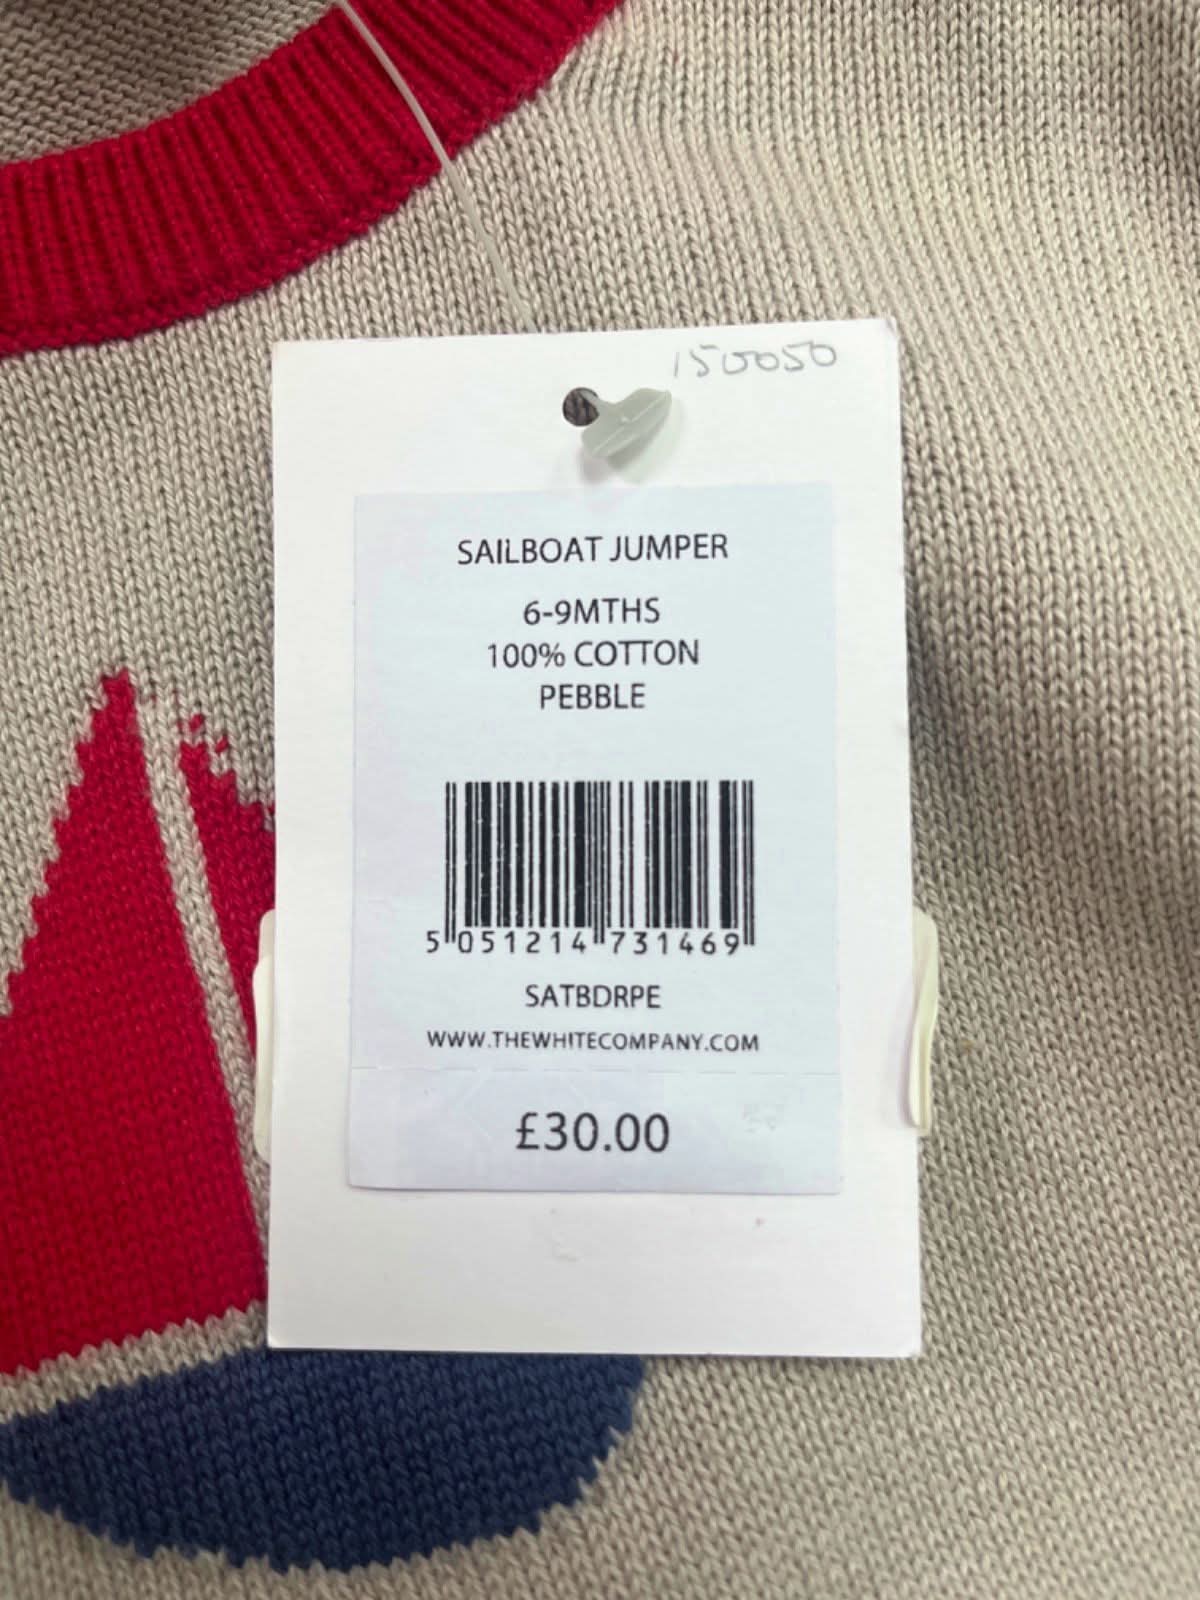 150050
SAILBOAT JUMPER
6-9MTHS
100% COTTON
PEBBLE
5 051214 731469
SATBDRPE
WWW.THEWHITECOMPANY.COM
£30.00